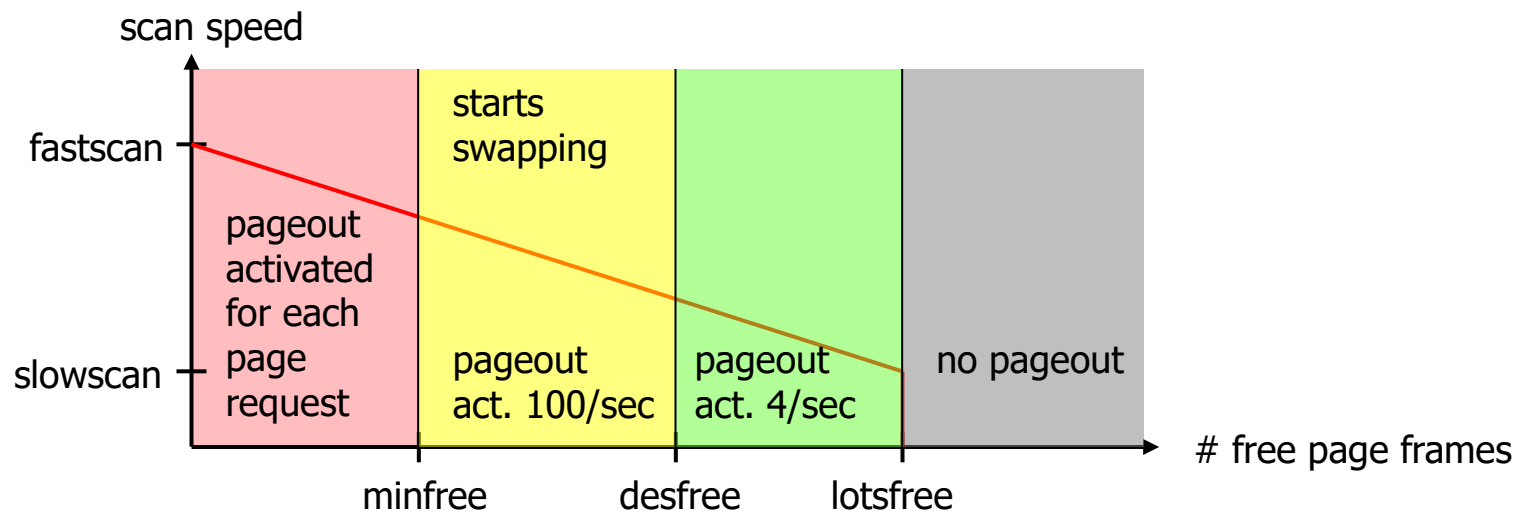 scan speed
fastscan
slowscan
pageout
activated
for each
page
request
starts
swapping
pageout
act. 100/sec
pageout
act. 4/sec
no pageout
# free page frames
minfree
desfree
lotsfree